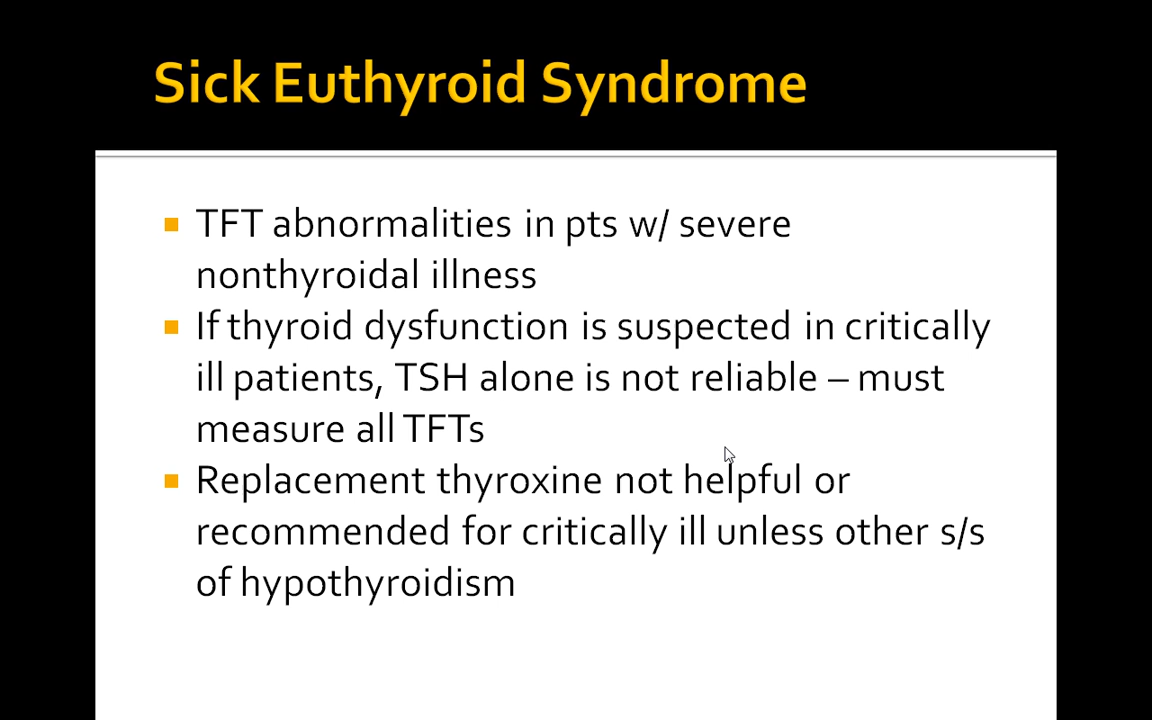 Sick Euthyroid Syndrome
TFT abnormalities in pts w/ severe
nonthyroidal illness
If thyroid dysfunction is suspected in critically
ill patients, TSH alone is not reliable – must
measure all TFTs
Replacement thyroxine not helpful or
recommended for critically ill unless other s/s
of hypothyroidism